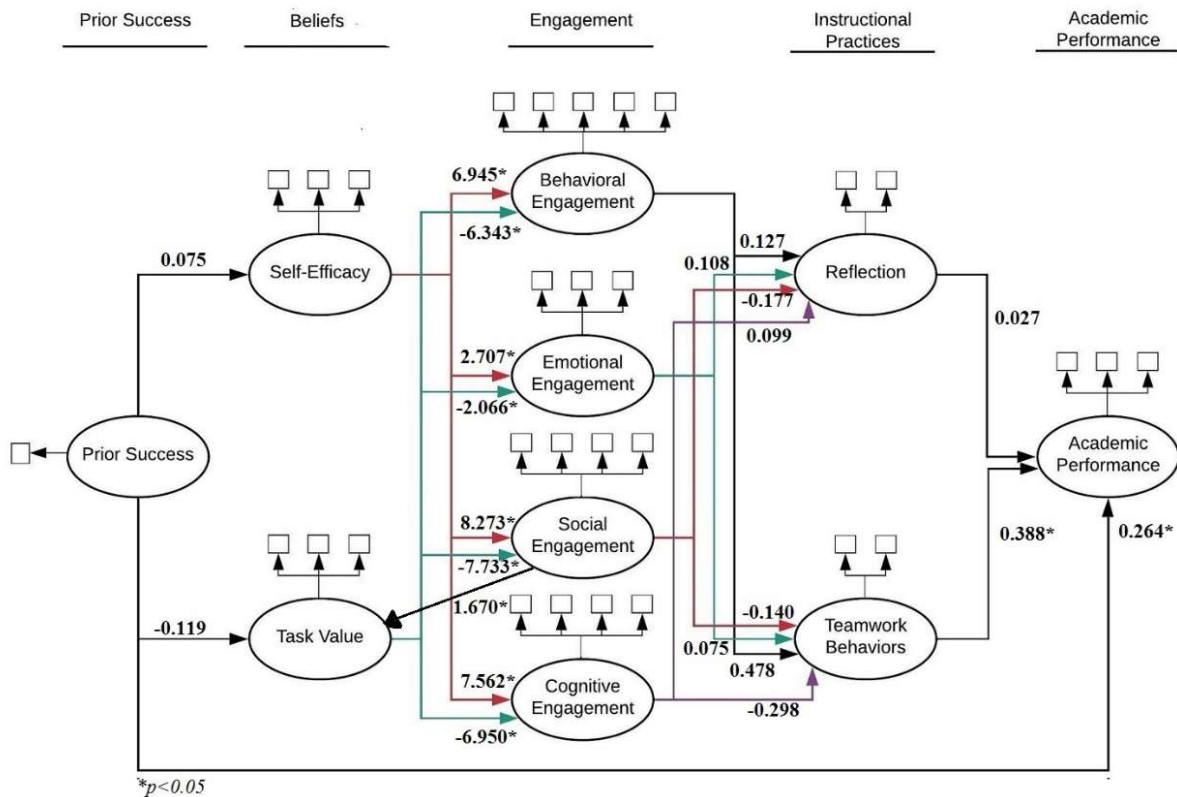 Prior Success
Beliefs
Engagement
Instructional
Practices
Academic
Performance
6.945*
Behavioral
Engagement
-6.343*
0.075
Self-Efficacy
0.127
0.108
Reflection
-0.177
0.099
0.027
2.707*
Emotional
Engagement
-2.066*
Prior Success
Academic
Performance
8.273*
Social
Engagement
-7.733*
0.388*
0.264*
1.670*
-0.119
Task Value
-0.140
Teamwork
Behaviors
0.075
0.478
7.562*
Cognitive
Engagement
-6.950*
-0.298
*p<0.05